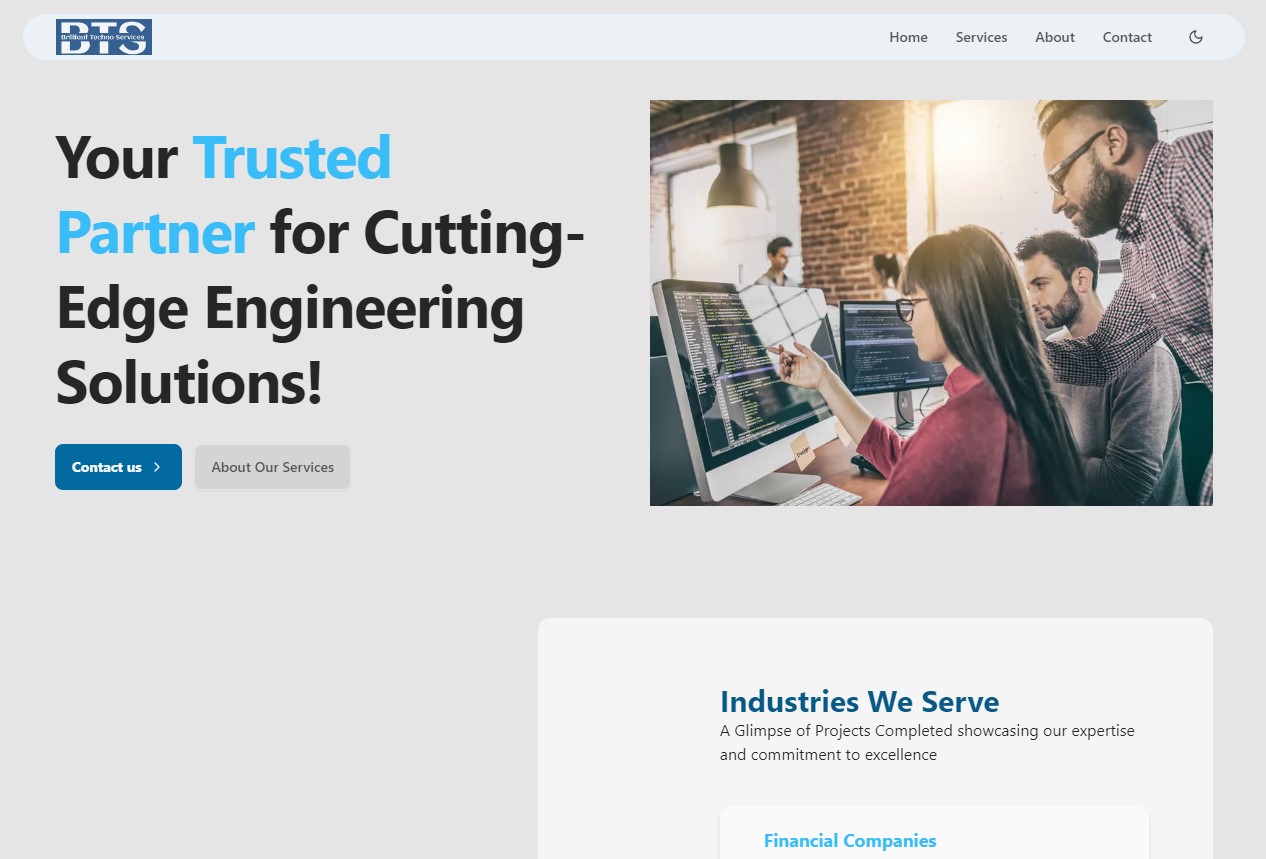 BTS
Brilliant Techno Services
Home
Services
About
Contact
Your Trusted
Partner for Cutting-
Edge Engineering
Solutions!
Contact us
About Our Services
Industries We Serve
A Glimpse of Projects Completed showcasing our expertise
and commitment to excellence
Financial Companies